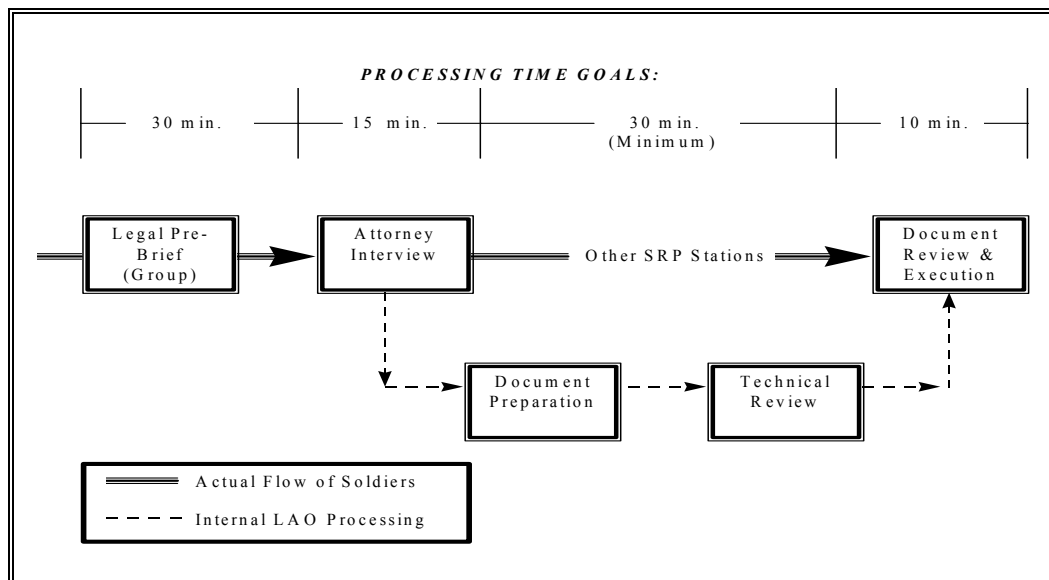 PROCESSING TIME GOALS:
30 min.
15 min.
30 min.
(Minimum)
10 min.
Legal Pre-
Brief
(Group)
Attorney
Interview
Other SRP Stations
Document
Review &
Execution
Document
Preparation
Technical
Review
Actual Flow of Soldiers
Internal LAO Processing